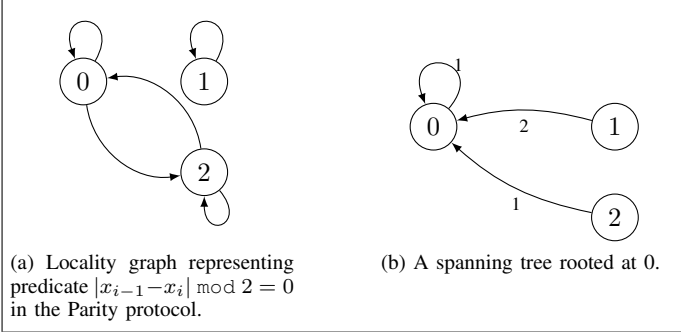 0
1
2
1
0
2
1
1
2
(a) Locality graph representing
predicate |x_{i−1}−x_i| mod 2 = 0
in the Parity protocol.
(b) A spanning tree rooted at 0.